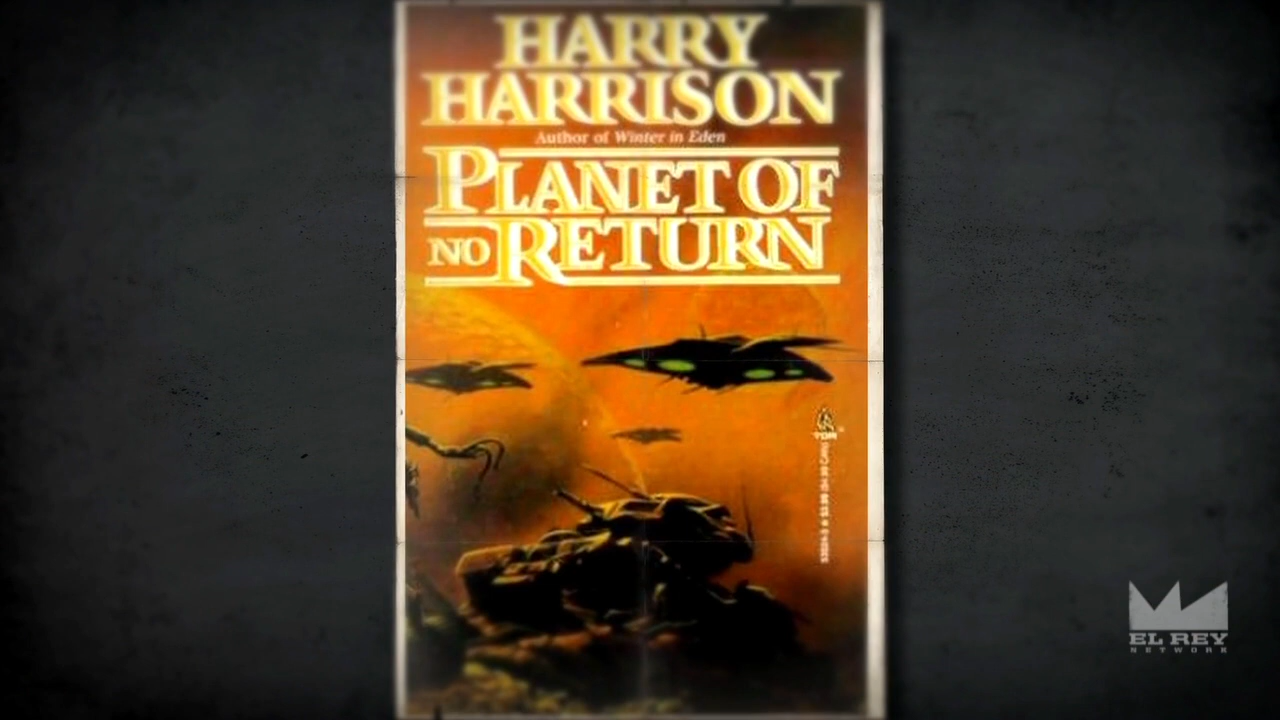 HARRY
HARRISON
Author of Winter in Eden
PLANET OF
NO RETURN
TOR
EL REY
NETWORK